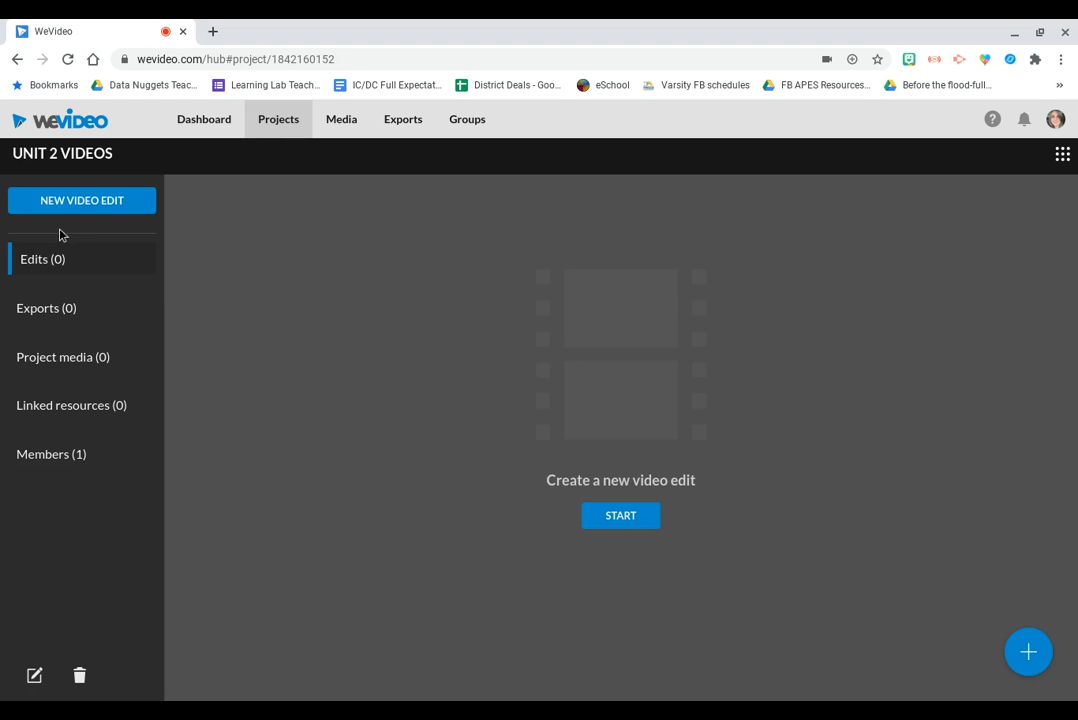 WeVideo
wevideo.com/hub#project/1842160152
Bookmarks Data Nuggets Teac... Learning Lab Teach... IC/DC Full Expectat... District Deals - Goo... eSchool Varsity FB schedules FB APES Resources... Before the flood-full... »
WEVIDEO Dashboard Projects Media Exports Groups
UNIT 2 VIDEOS
NEW VIDEO EDIT
Edits (0)
Exports (0)
Project media (0)
Linked resources (0)
Members (1)
Create a new video edit
START